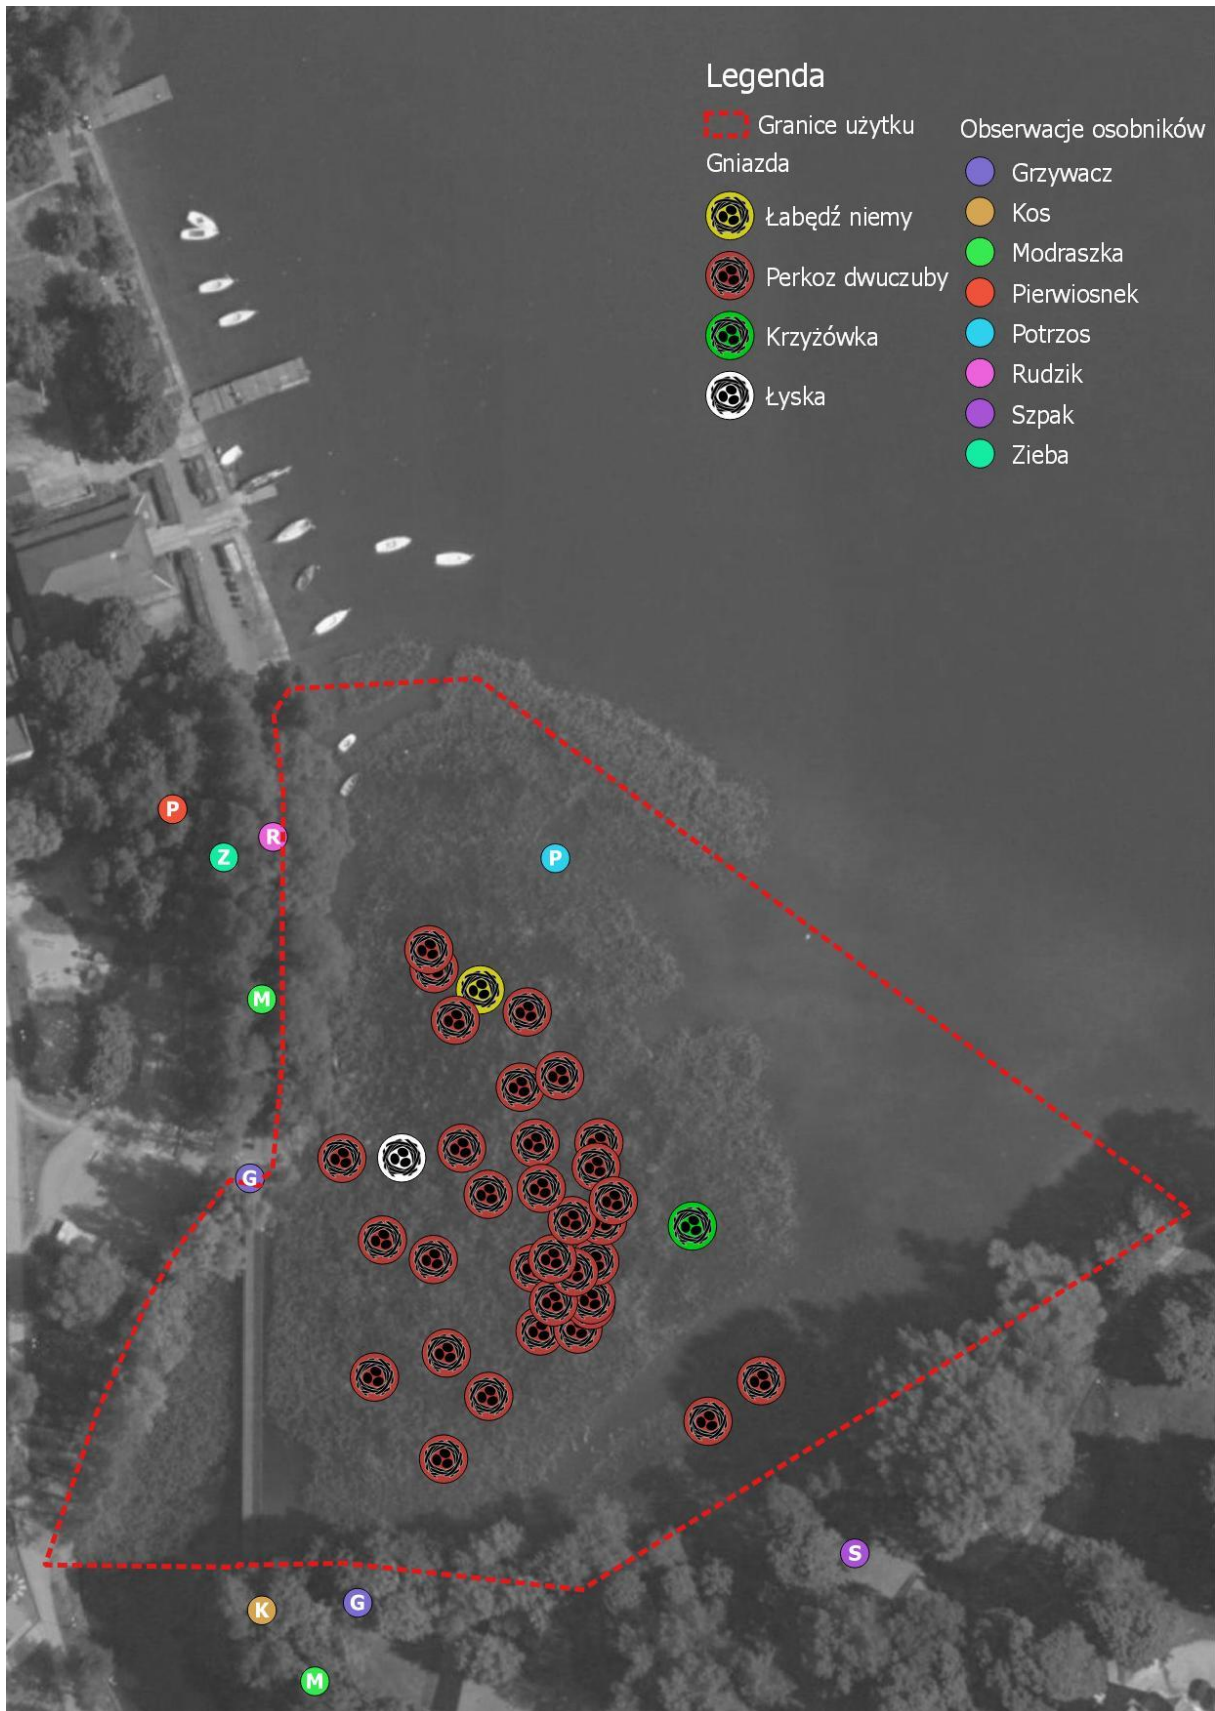 Legenda
Granice użytku
Gniazda
Łabędź niemy
Perkoz dwuczuby
Krzyżówka
Łyska
Obserwacje osobników
Grzywacz
Kos
Modraszka
Pierwiosnek
Potrzos
Rudzik
Szpak
Zieba
P
R
Z
P
M
G
S
K
G
M